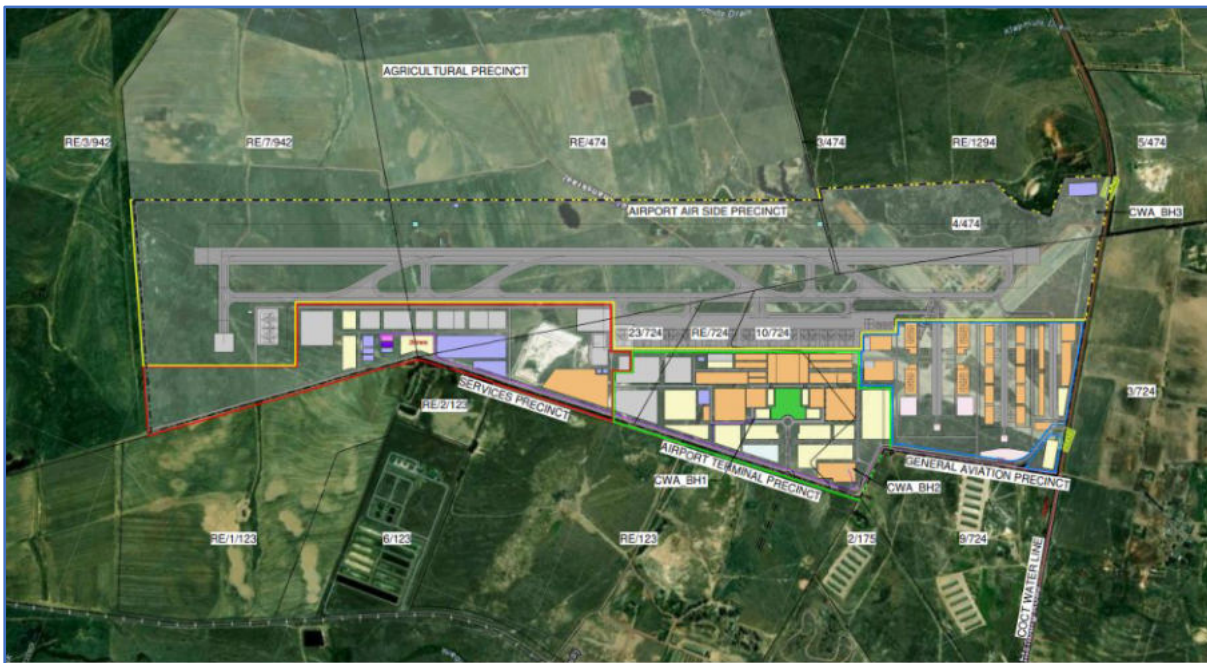 Klapmuts Drain
AGRICULTURAL PRECINCT
RE/3/942
RE/7/942
RE/474
3/474
RE/1294
5/474
AIRPORT AIR SIDE PRECINCT
4/474
CWA_BH3
23/724
RE/724
10/724
3/724
SERVICES PRECINCT
RE/2/123
AIRPORT TERMINAL PRECINCT
GENERAL AVIATION PRECINCT
CWA_BH1
CWA_BH2
RE/1/123
6/123
RE/123
2/175
9/724
COCT WATER LINE